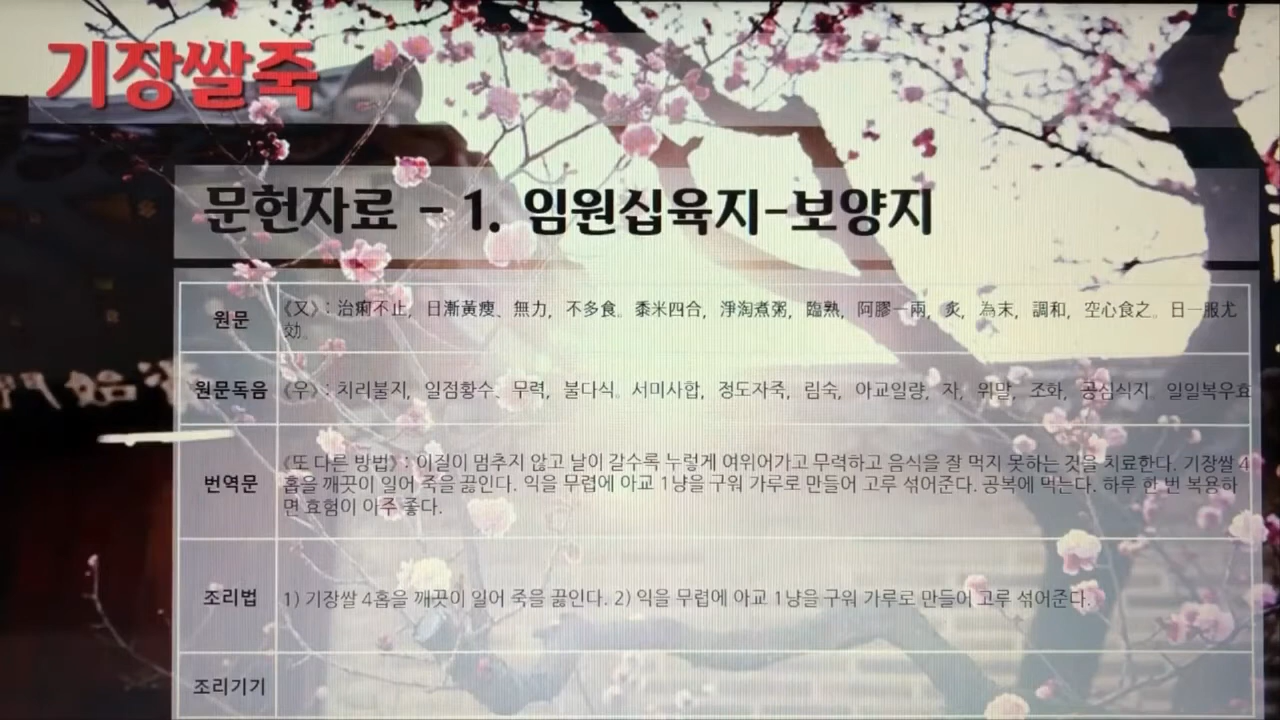 기장쌀죽
문헌자료 - 1. 임원십육지-보양지
원문
《又》: 治痢不止, 日漸黃瘦、無力, 不多食。黍米四合, 淨淘煮粥, 臨熟, 阿膠一兩, 炙, 為末, 調和, 空心食之。日一服尤
効。
원문독음
《우》: 치리불지, 일점황수、무력, 불다식。서미사합, 정도자죽, 림숙, 아교일량, 자, 위말, 조화, 공심식지。일일복우효
번역문
《또 다른 방법》: 이질이 멈추지 않고 날이 갈수록 누렇게 여위어가고 무력하고 음식을 잘 먹지 못하는 것을 치료한다. 기장쌀 4
홉을 깨끗이 일어 죽을 끓인다. 익을 무렵에 아교 1냥을 구워 가루로 만들어 고루 섞어준다. 공복에 먹는다. 하루 한 번 복용하
면 효험이 아주 좋다.
조리법
1) 기장쌀 4홉을 깨끗이 일어 죽을 끓인다. 2) 익을 무렵에 아교 1냥을 구워 가루로 만들어 고루 섞어준다.
조리기기